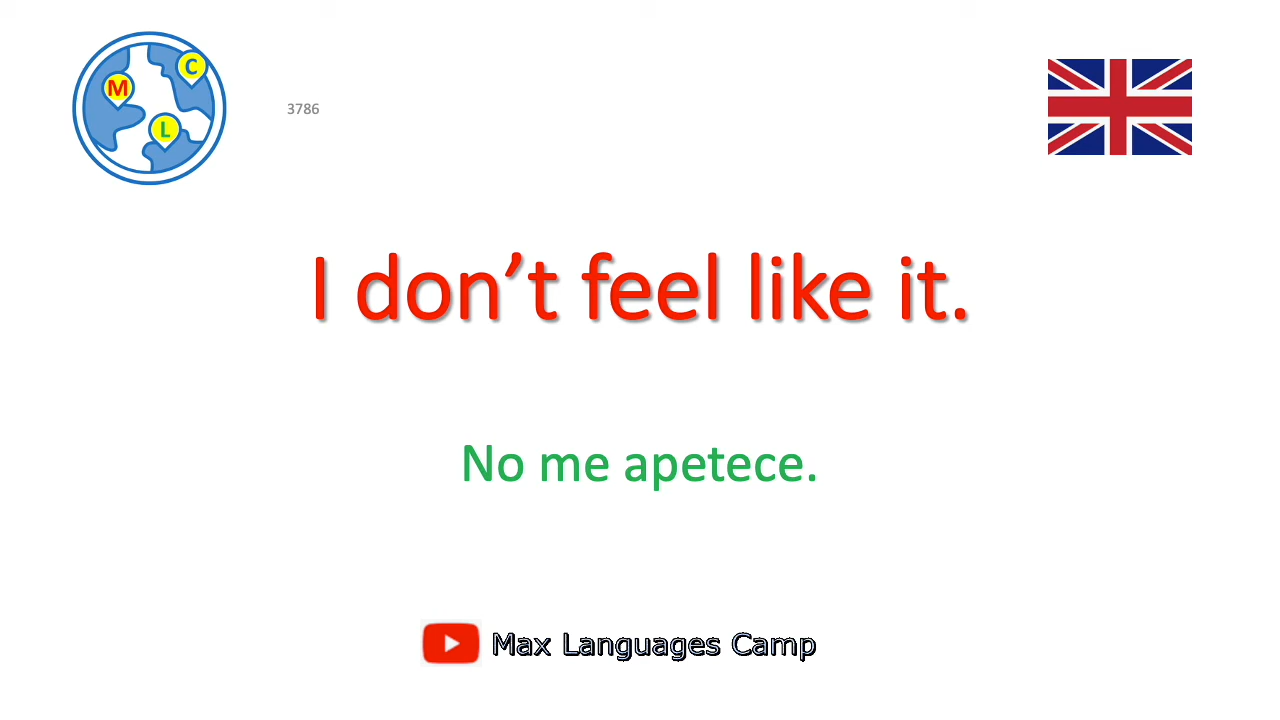 C
M
L
3786
I don’t feel like it.
No me apetece.
Max Languages Camp